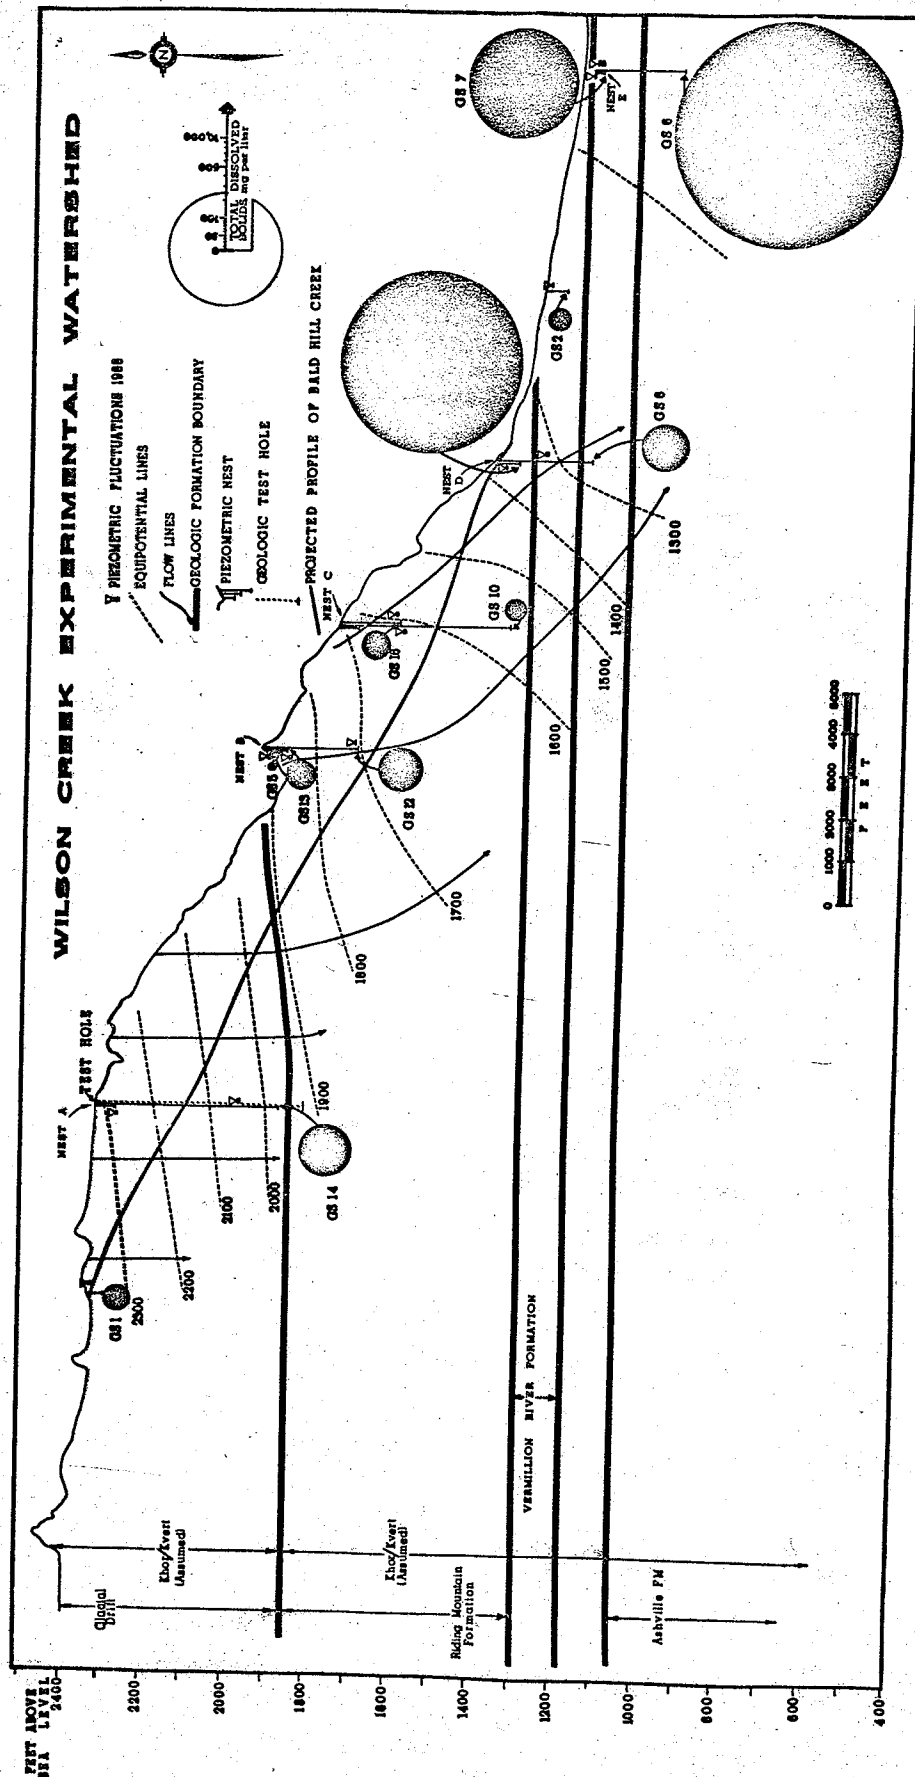 WILSON CREEK EXPERIMENTAL WATERSHED
N
TOTAL DISSOLVED
SOLIDS mg per liter
PIEZOMETRIC FLUCTUATIONS 1968
EQUIPOTENTIAL LINES
FLOW LINES
GEOLOGIC FORMATION BOUNDARY
PIEZOMETRIC NEST
GEOLOGIC TEST HOLE
PROJECTED PROFILE OF BALD HILL CREEK
FEET ABOVE
SEA LEVEL
2400
2200
2000
1800
1600
1400
1200
1000
800
600
400
Glacial
Drift
(Assumed)
(Assumed)
Riding Mountain
Formation
VERMILLION RIVER FORMATION
Ashville FM
NEST A
TEST HOLE
NEST B
NEST C
NEST
D
NEST
E
GS 1
GS 14
GS 5
GS 13
GS 12
GS 16
GS 10
GS 6
GS 2
GS 7
GS 8
2300
2200
2100
2000
1900
1800
1700
1600
1500
1400
1300
0 1000 2000 3000 4000 5000
FEET